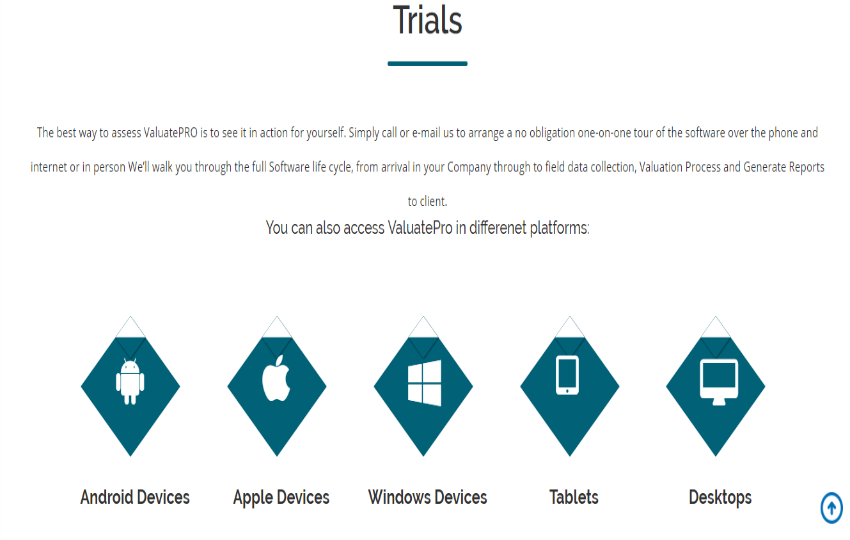 Trials
The best way to assess ValuatePRO is to see it in action for yourself. Simply call or e-mail us to arrange a no obligation one-on-one tour of the software over the phone and
internet or in person We'll walk you through the full Software life cycle, from arrival in your Company through to field data collection, Valuation Process and Generate Reports
to client.
You can also access ValuatePro in differenet platforms:
Android Devices
Apple Devices
Windows Devices
Tablets
Desktops